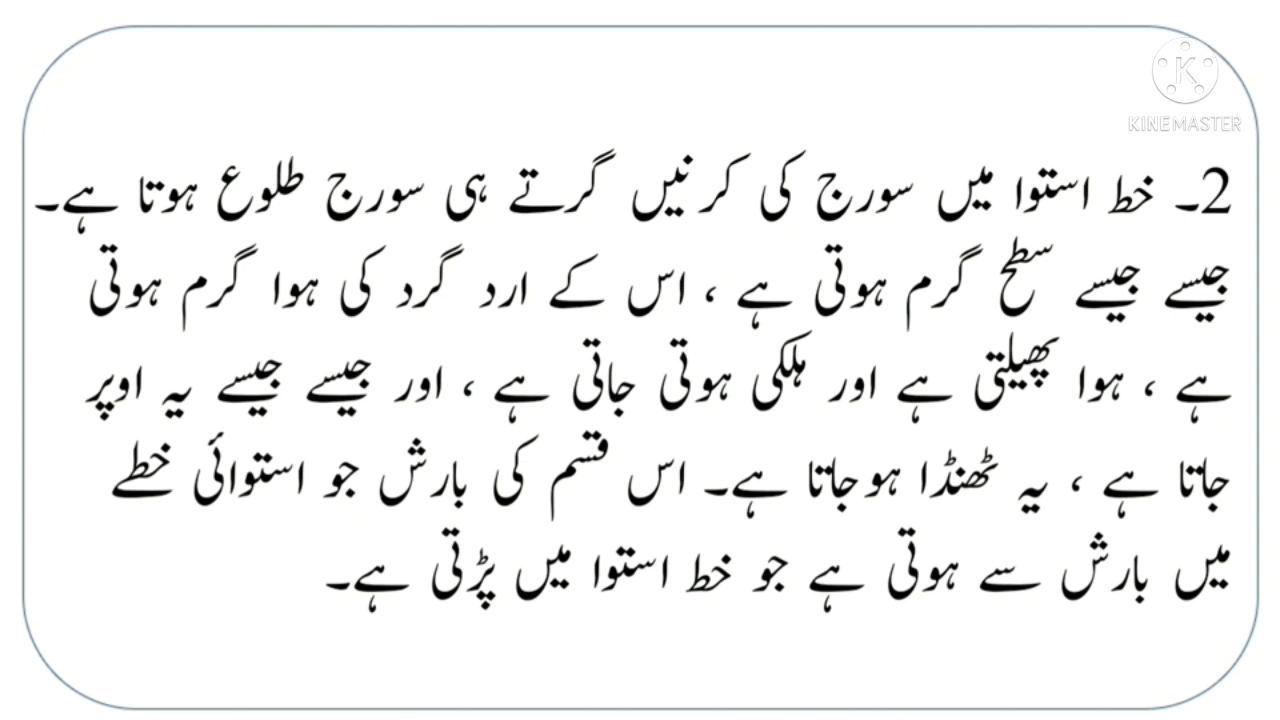 KINEMASTER
2۔ خط استوا میں سورج کی کرنیں گرتے ہی سورج طلوع ہوتا ہے۔
جیسے جیسے سطح گرم ہوتی ہے ، اس کے ارد گرد کی ہوا گرم ہوتی
ہے ، ہوا پھیلتی ہے اور ہلکی ہوتی جاتی ہے ، اور جیسے جیسے یہ اوپر
جاتا ہے ، یہ ٹھنڈا ہوجاتا ہے۔ اس قسم کی بارش جو استوائی خطے
میں بارش سے ہوتی ہے جو خط استوا میں پڑتی ہے۔